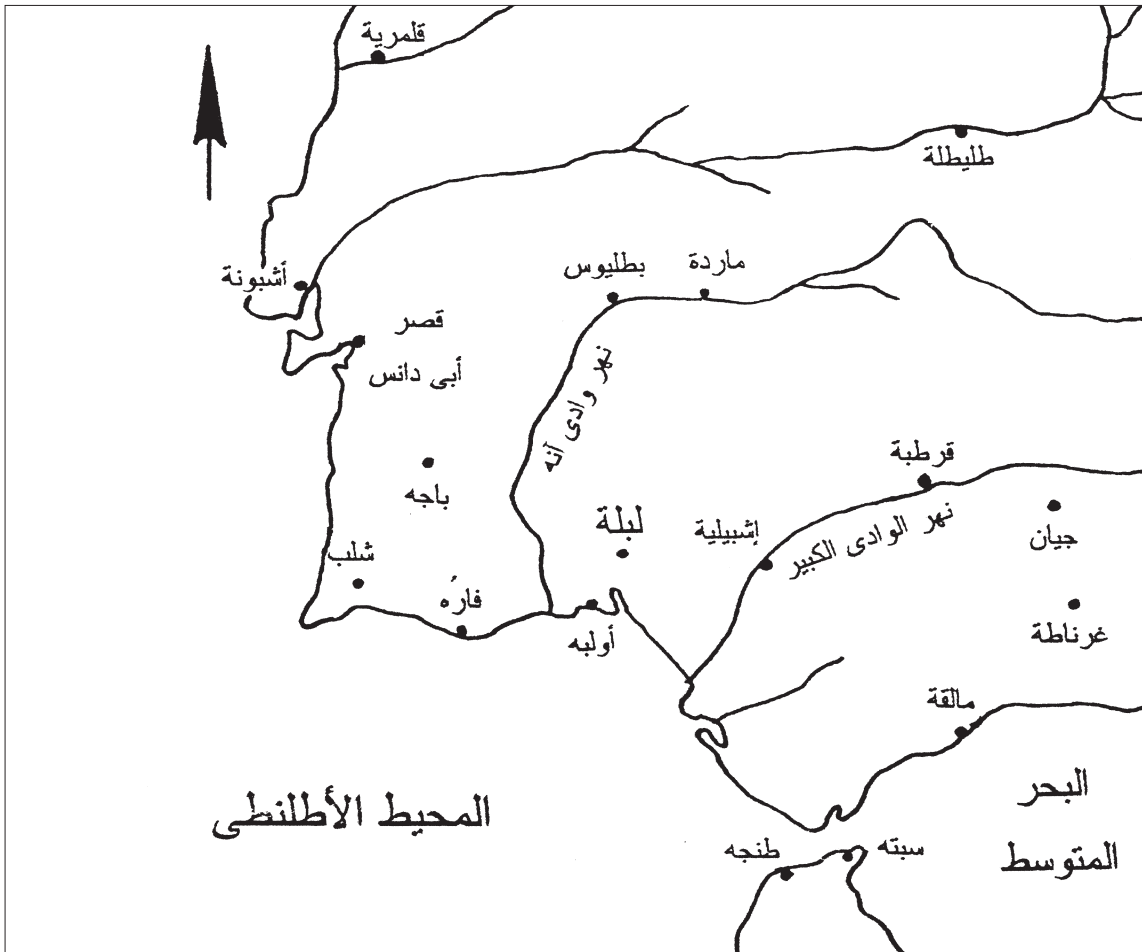 قلمرية
طليطلة
أشبونة
بطليوس
ماردة
قصر
أبى دانس
نهر وادى آنه
باجه
قرطبة
لبلة
إشبيلية
نهر الوادى الكبير
جيان
شلب
فارُه
أولبه
غرناطة
مالقة
المحيط الأطلنطى
البحر
المتوسط
طنجه
سبته